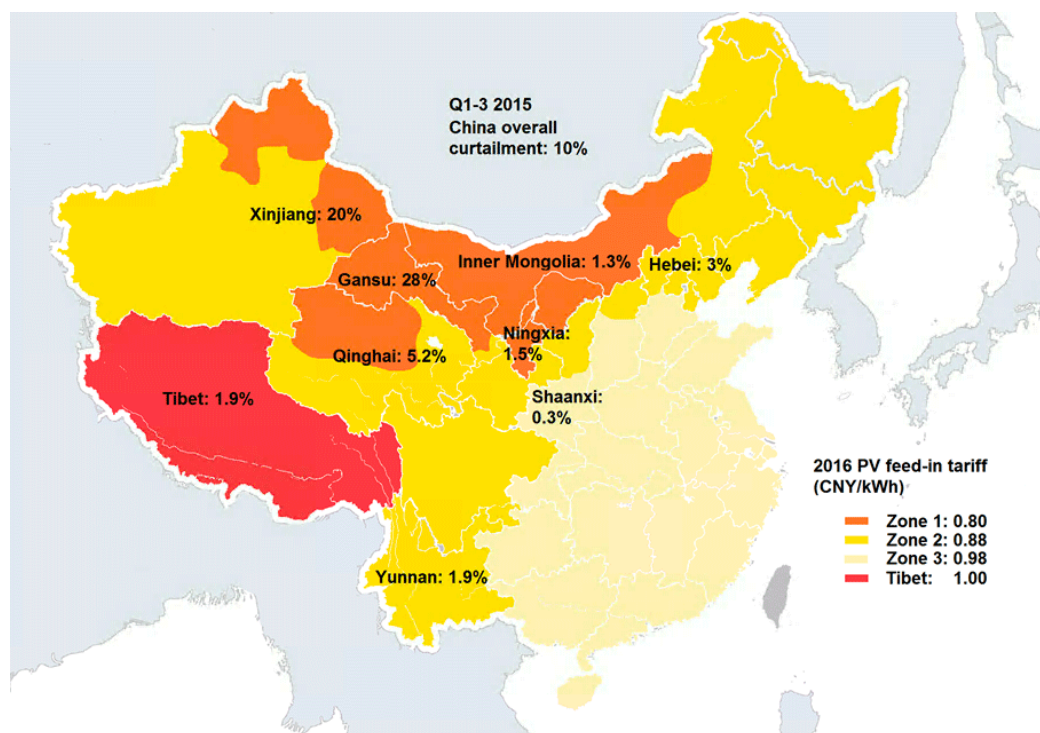 Q1-3 2015
China overall
curtailment: 10%
Xinjiang: 20%
Gansu: 28%
Inner Mongolia: 1.3%
Hebei: 3%
Ningxia:
1.5%
Qinghai: 5.2%
Tibet: 1.9%
Shaanxi:
0.3%
Yunnan: 1.9%
2016 PV feed-in tariff
(CNY/kWh)
Zone 1: 0.80
Zone 2: 0.88
Zone 3: 0.98
Tibet: 1.00